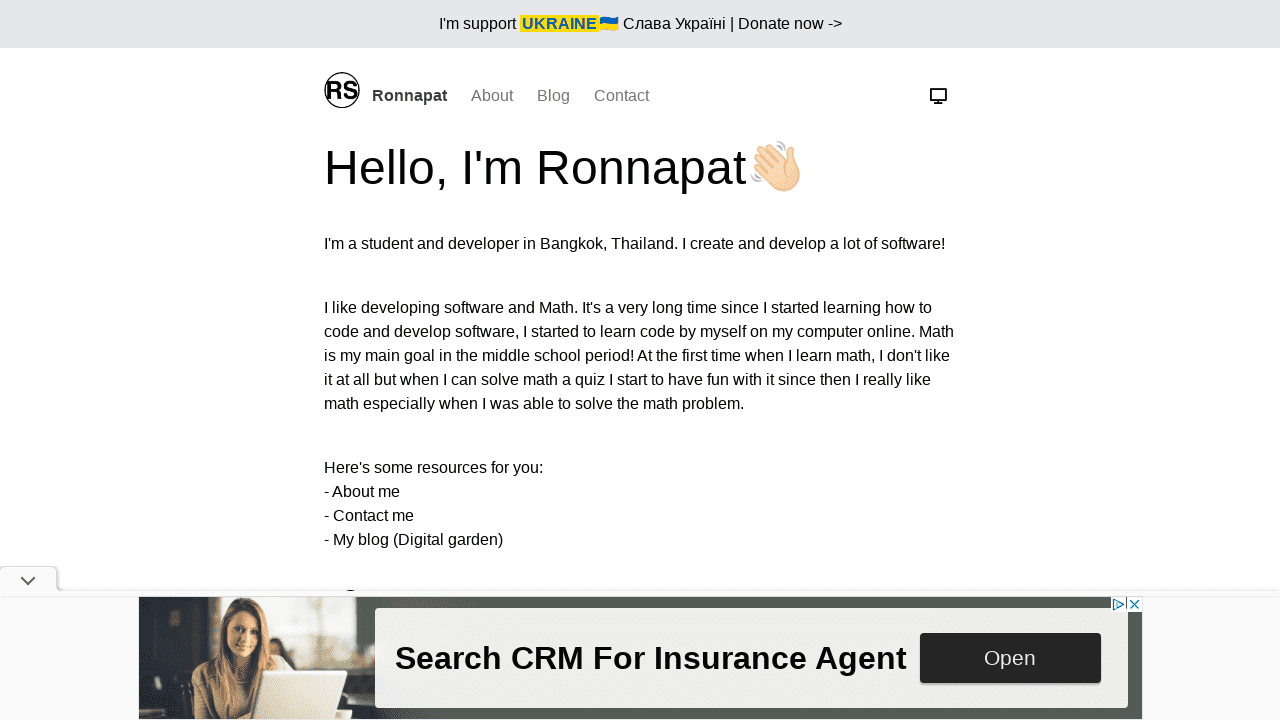 I'm support UKRAINE🇺🇦 Слава Україні | Donate now ->
RS Ronnapat About Blog Contact
Hello, I'm Ronnapat👋🏻
I'm a student and developer in Bangkok, Thailand. I create and develop a lot of software!
I like developing software and Math. It's a very long time since I started learning how to
code and develop software, I started to learn code by myself on my computer online. Math
is my main goal in the middle school period! At the first time when I learn math, I don't like
it at all but when I can solve math a quiz I start to have fun with it since then I really like
math especially when I was able to solve the math problem.
Here's some resources for you:
- About me
- Contact me
- My blog (Digital garden)
Search CRM For Insurance Agent
Open